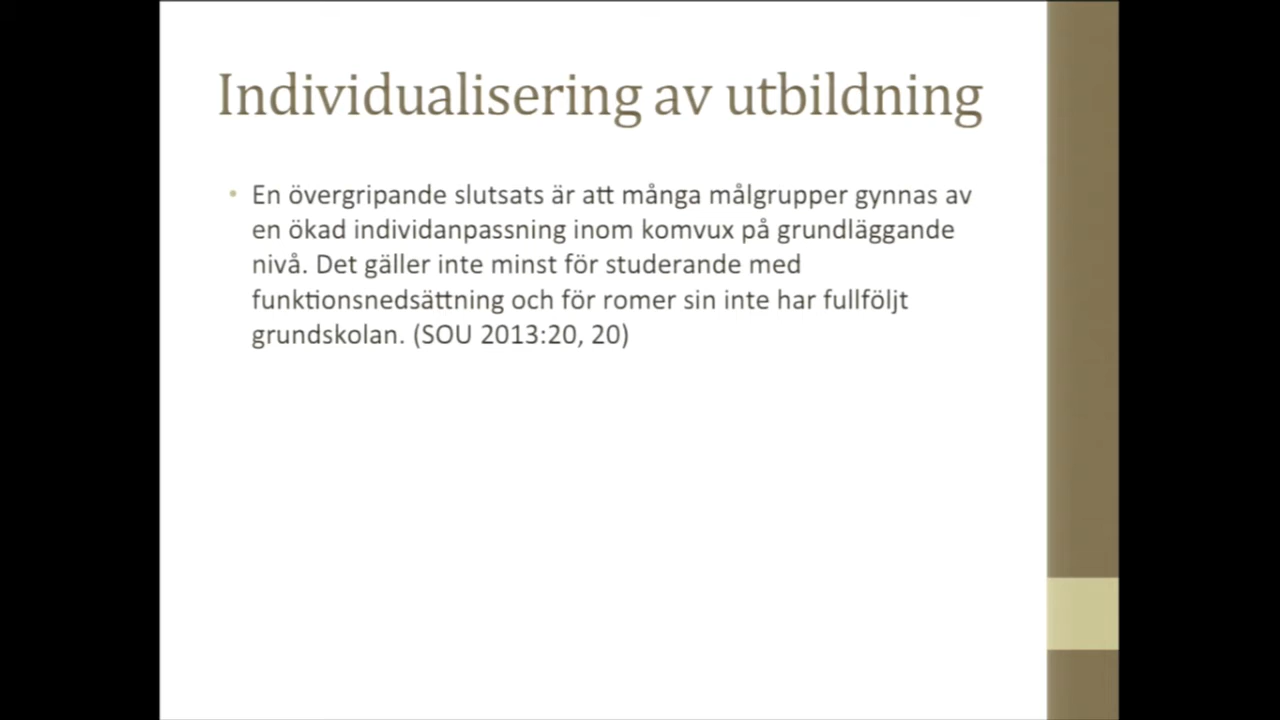 Individualisering av utbildning
• En övergripande slutsats är att många målgrupper gynnas av
en ökad individanpassning inom komvux på grundläggande
nivå. Det gäller inte minst för studerande med
funktionsnedsättning och för romer sin inte har fullföljt
grundskolan. (SOU 2013:20, 20)